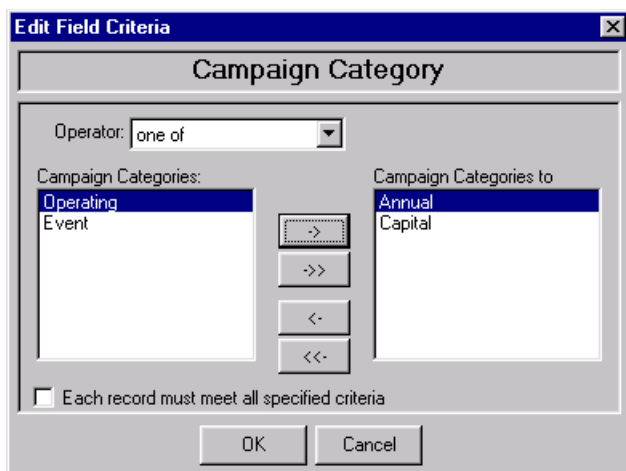 Edit Field Criteria
Campaign Category
Operator: one of
Campaign Categories:
Operating
Event
->
->>
<-
<<-
Campaign Categories to
Annual
Capital
Each record must meet all specified criteria
OK
Cancel